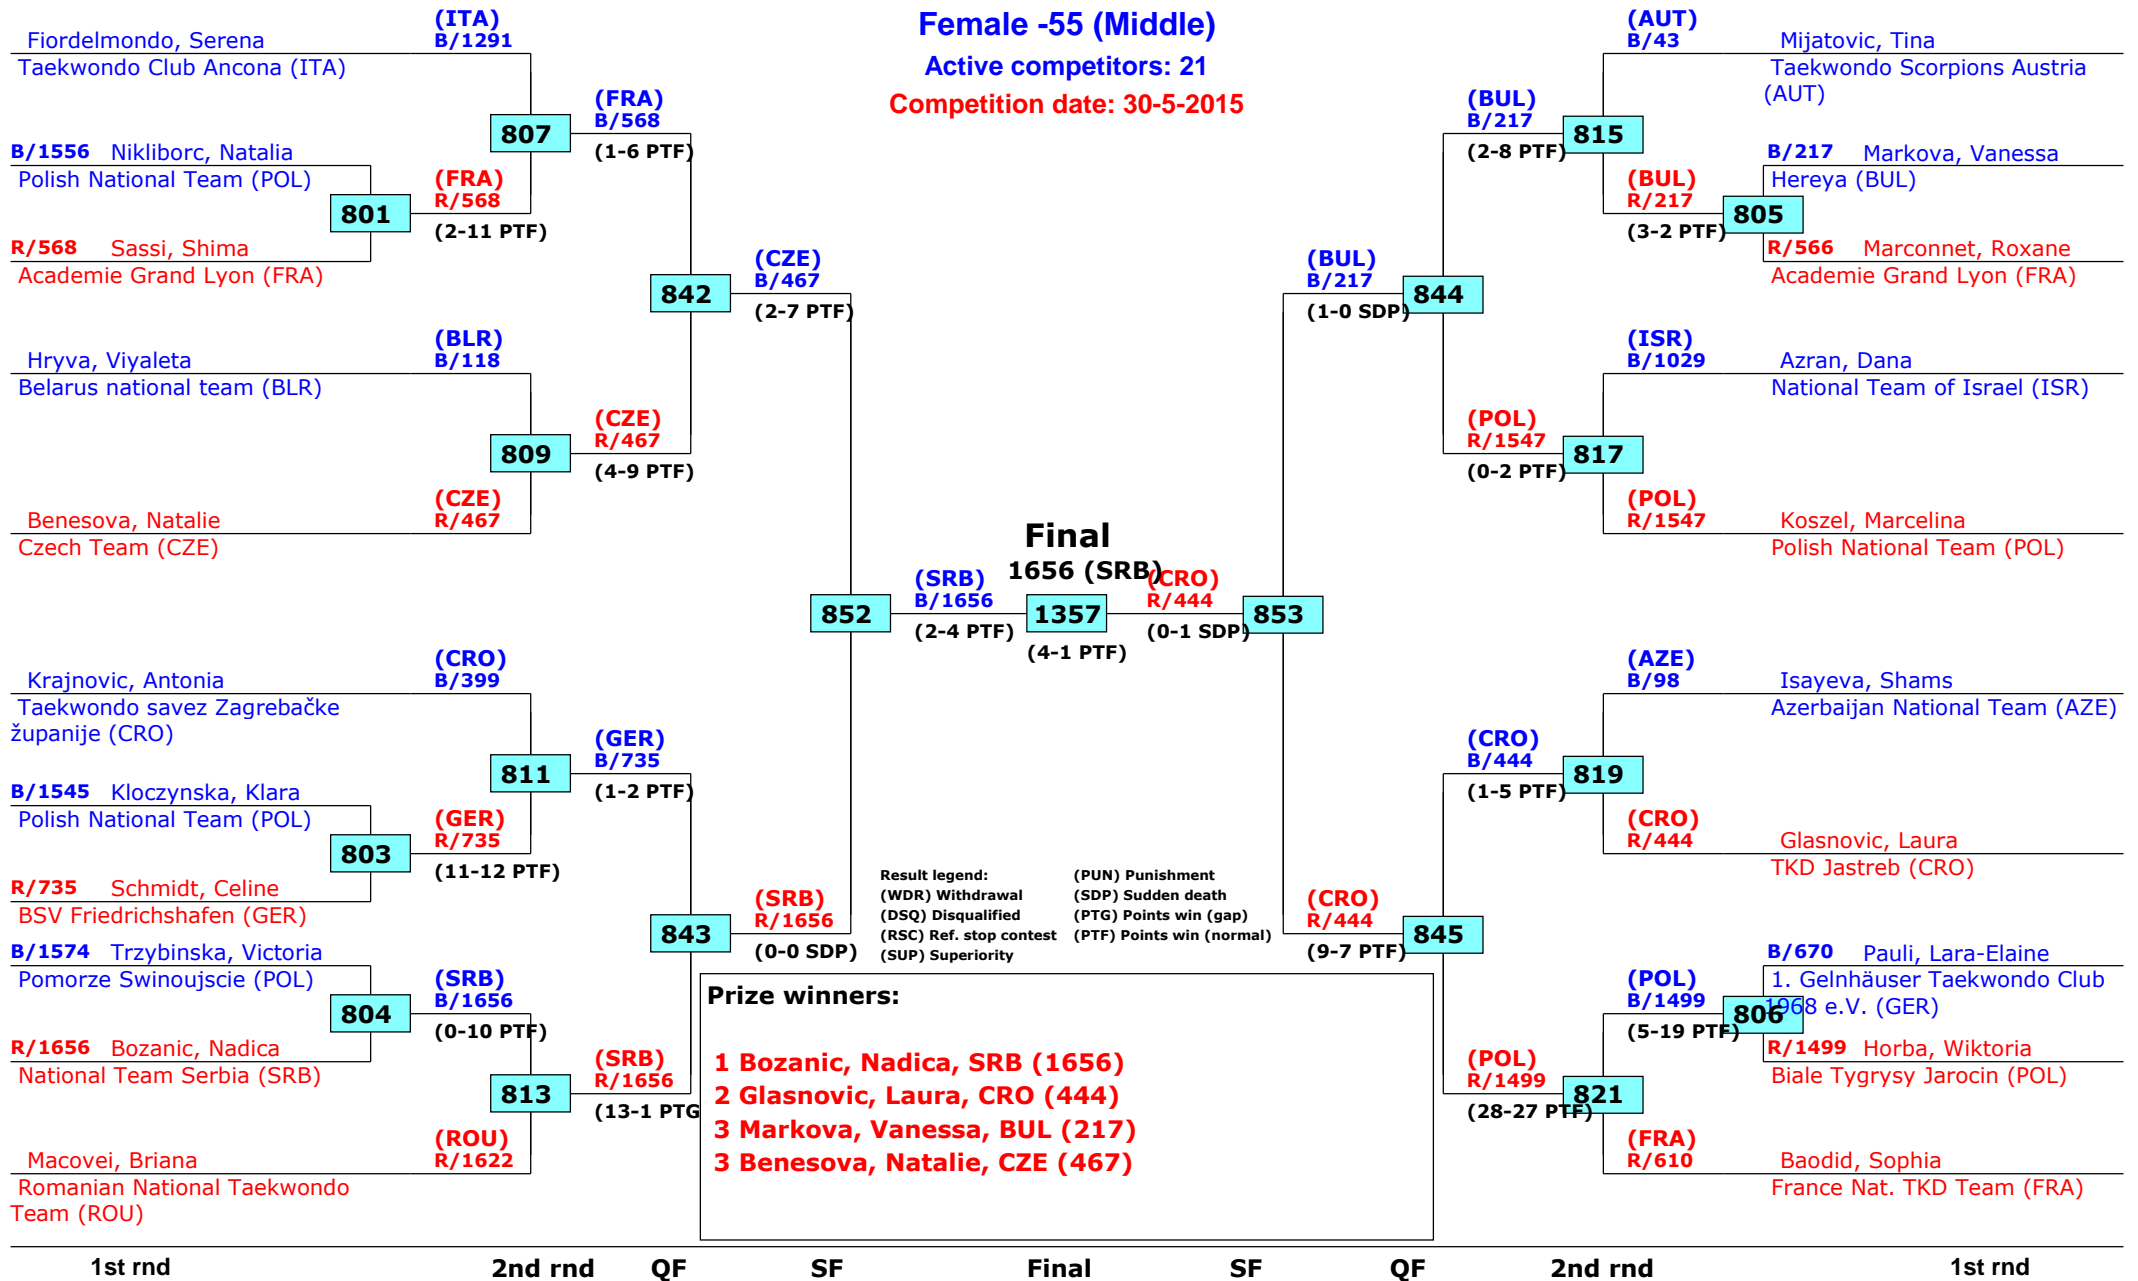 Female -55 (Middle)
Active competitors: 21
Competition date: 30-5-2015
(ITA)
B/1291
Fiordelmondo, Serena
Taekwondo Club Ancona (ITA)
807
(FRA)
B/568
(1-6 PTF)
B/1556 Nikliborc, Natalia
Polish National Team (POL)
801
(FRA)
R/568
(2-11 PTF)
R/568 Sassi, Shima
Academie Grand Lyon (FRA)
842
(CZE)
B/467
(2-7 PTF)
(BLR)
B/118
Hryva, Viyaleta
Belarus national team (BLR)
809
(CZE)
R/467
(4-9 PTF)
(CZE)
R/467
Benesova, Natalie
Czech Team (CZE)
852
(SRB)
B/1656
(2-4 PTF)
(CRO)
B/399
Krajnovic, Antonia
Taekwondo savez Zagrebačke
županije (CRO)
811
(GER)
B/735
(1-2 PTF)
B/1545 Kloczynska, Klara
Polish National Team (POL)
803
(GER)
R/735
(11-12 PTF)
R/735 Schmidt, Celine
BSV Friedrichshafen (GER)
843
(SRB)
R/1656
(0-0 SDP)
B/1574 Trzybinska, Victoria
Pomorze Swinoujscie (POL)
804
(SRB)
B/1656
(0-10 PTF)
R/1656 Bozanic, Nadica
National Team Serbia (SRB)
813
(SRB)
R/1656
(13-1 PTG
(ROU)
R/1622
Macovei, Briana
Romanian National Taekwondo
Team (ROU)
Final
1656 (SRB)
1357
(4-1 PTF)
(CRO)
R/444
(0-1 SDP)
853
(AUT)
B/43
Mijatovic, Tina
Taekwondo Scorpions Austria
(AUT)
(BUL)
B/217
(2-8 PTF)
815
B/217 Markova, Vanessa
Hereya (BUL)
(BUL)
R/217
(3-2 PTF)
805
R/566 Marconnet, Roxane
Academie Grand Lyon (FRA)
(BUL)
B/217
(1-0 SDP)
844
(ISR)
B/1029
Azran, Dana
National Team of Israel (ISR)
(POL)
R/1547
(0-2 PTF)
817
(POL)
R/1547
Koszel, Marcelina
Polish National Team (POL)
(AZE)
B/98
Isayeva, Shams
Azerbaijan National Team (AZE)
(CRO)
B/444
(1-5 PTF)
819
(CRO)
R/444
Glasnovic, Laura
TKD Jastreb (CRO)
(CRO)
R/444
(9-7 PTF)
845
B/670 Pauli, Lara-Elaine
1. Gelnhäuser Taekwondo Club
1968 e.V. (GER)
(POL)
B/1499
(5-19 PTF)
806
R/1499 Horba, Wiktoria
Biale Tygrysy Jarocin (POL)
(POL)
R/1499
(28-27 PTF)
821
(FRA)
R/610
Baodid, Sophia
France Nat. TKD Team (FRA)
Result legend: (PUN) Punishment
(WDR) Withdrawal (SDP) Sudden death
(DSQ) Disqualified (PTG) Points win (gap)
(RSC) Ref. stop contest (PTF) Points win (normal)
(SUP) Superiority
Prize winners:
1 Bozanic, Nadica, SRB (1656)
2 Glasnovic, Laura, CRO (444)
3 Markova, Vanessa, BUL (217)
3 Benesova, Natalie, CZE (467)
1st rnd 2nd rnd QF SF Final SF QF 2nd rnd 1st rnd